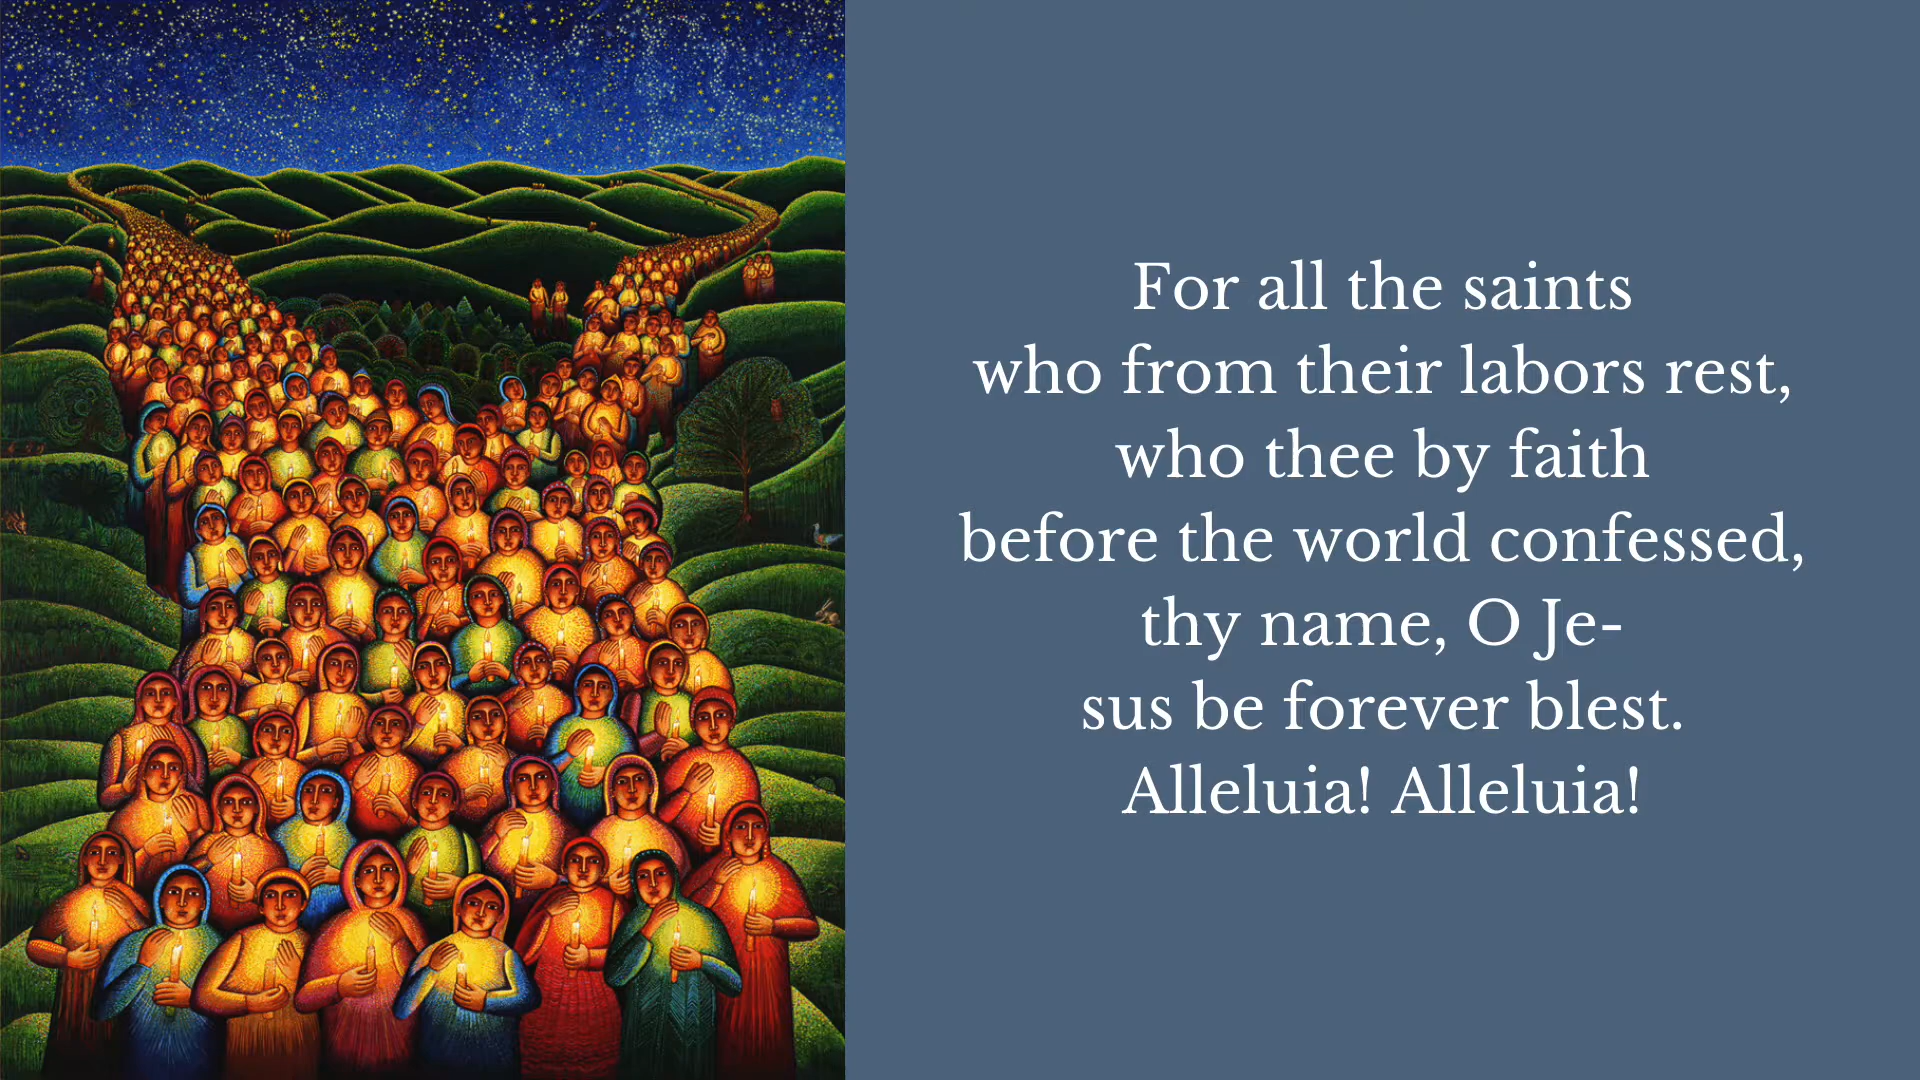 For all the saints
who from their labors rest,
who thee by faith
before the world confessed,
thy name, O Je-
sus be forever blest.
Alleluia! Alleluia!